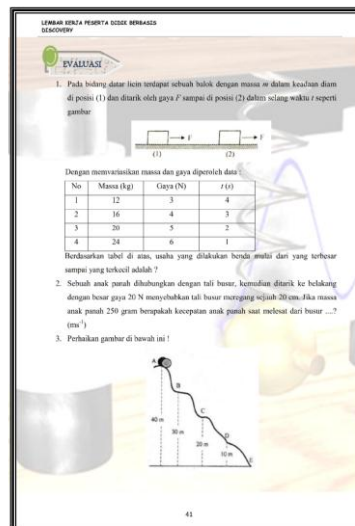 LEMBAR KERJA PESERTA DIDIK BERBASIS
DISCOVERY
EVALUASI
1. Pada bidang datar licin terdapat sebuah balok dengan massa m dalam keadaan diam
di posisi (1) dan ditarik oleh gaya F sampai di posisi (2) dalam selang waktu t seperti
gambar
F F
(1) (2)
Dengan memvariasikan massa dan gaya diperoleh data :
No Massa (kg) Gaya (N) t (s)
1 12 3 4
2 16 4 3
3 20 5 2
4 24 6 1
Berdasarkan tabel di atas, usaha yang dilakukan benda mulai dari yang terbesar
sampai yang terkecil adalah ?
2. Sebuah anak panah dihubungkan dengan tali busur, kemudian ditarik ke belakang
dengan besar gaya 20 N menyebabkan tali busur meregang sejauh 20 cm. Jika massa
anak panah 250 gram berapakah kecepatan anak panah saat melesat dari busur ....?
(ms⁻¹)
3. Perhaikan gambar di bawah ini !
A
B
C
D
E
40 m
30 m
20 m
10 m
41